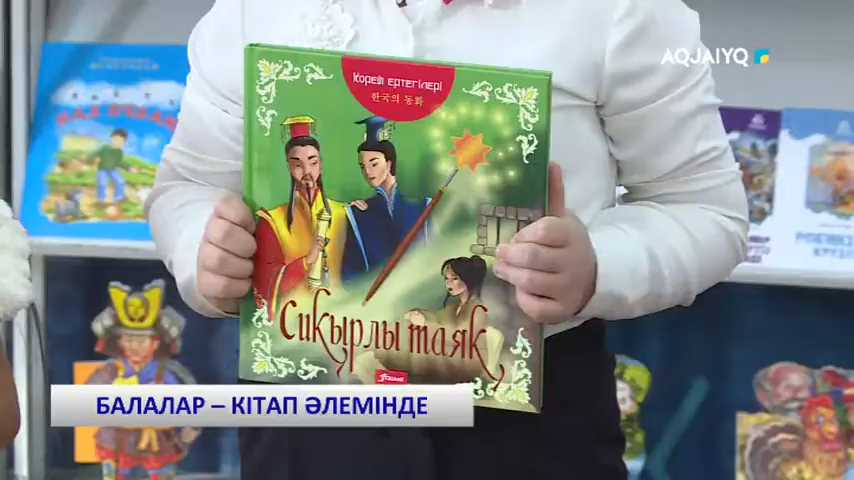 AQJAIYQ
Корей ертегілері
한국의 동화
Сиқырлы таяқ
БАЛАЛАР – КІТАП ӘЛЕМІНДЕ